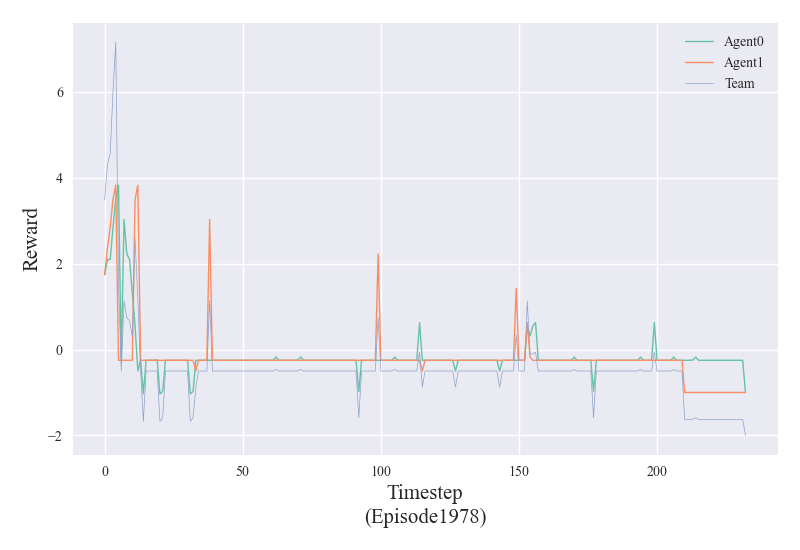 Agent0
Agent1
Team
6
4
2
0
−2
Reward
0 50 100 150 200
Timestep
(Episode1978)